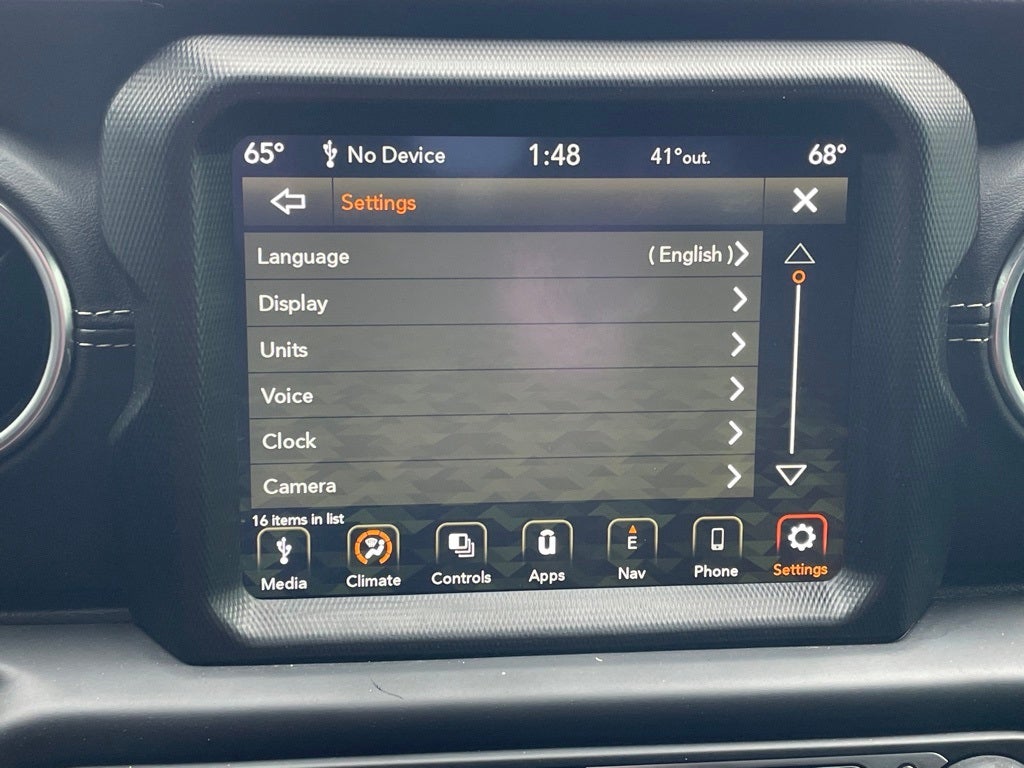 65° No Device 1:48 41°out. 68°
Settings
Language ( English )
Display
Units
Voice
Clock
Camera
16 items in list
E
Media Climate Controls Apps Nav Phone Settings